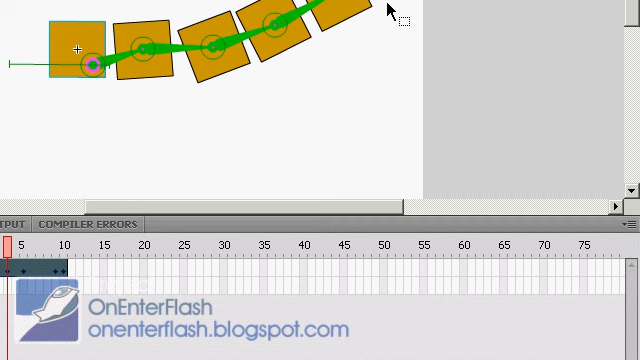 TPUT COMPILER ERRORS
5 10 15 20 25 30 35 40 45 50 55 60 65 70 75
OnEnterFlash
onenterflash.blogspot.com